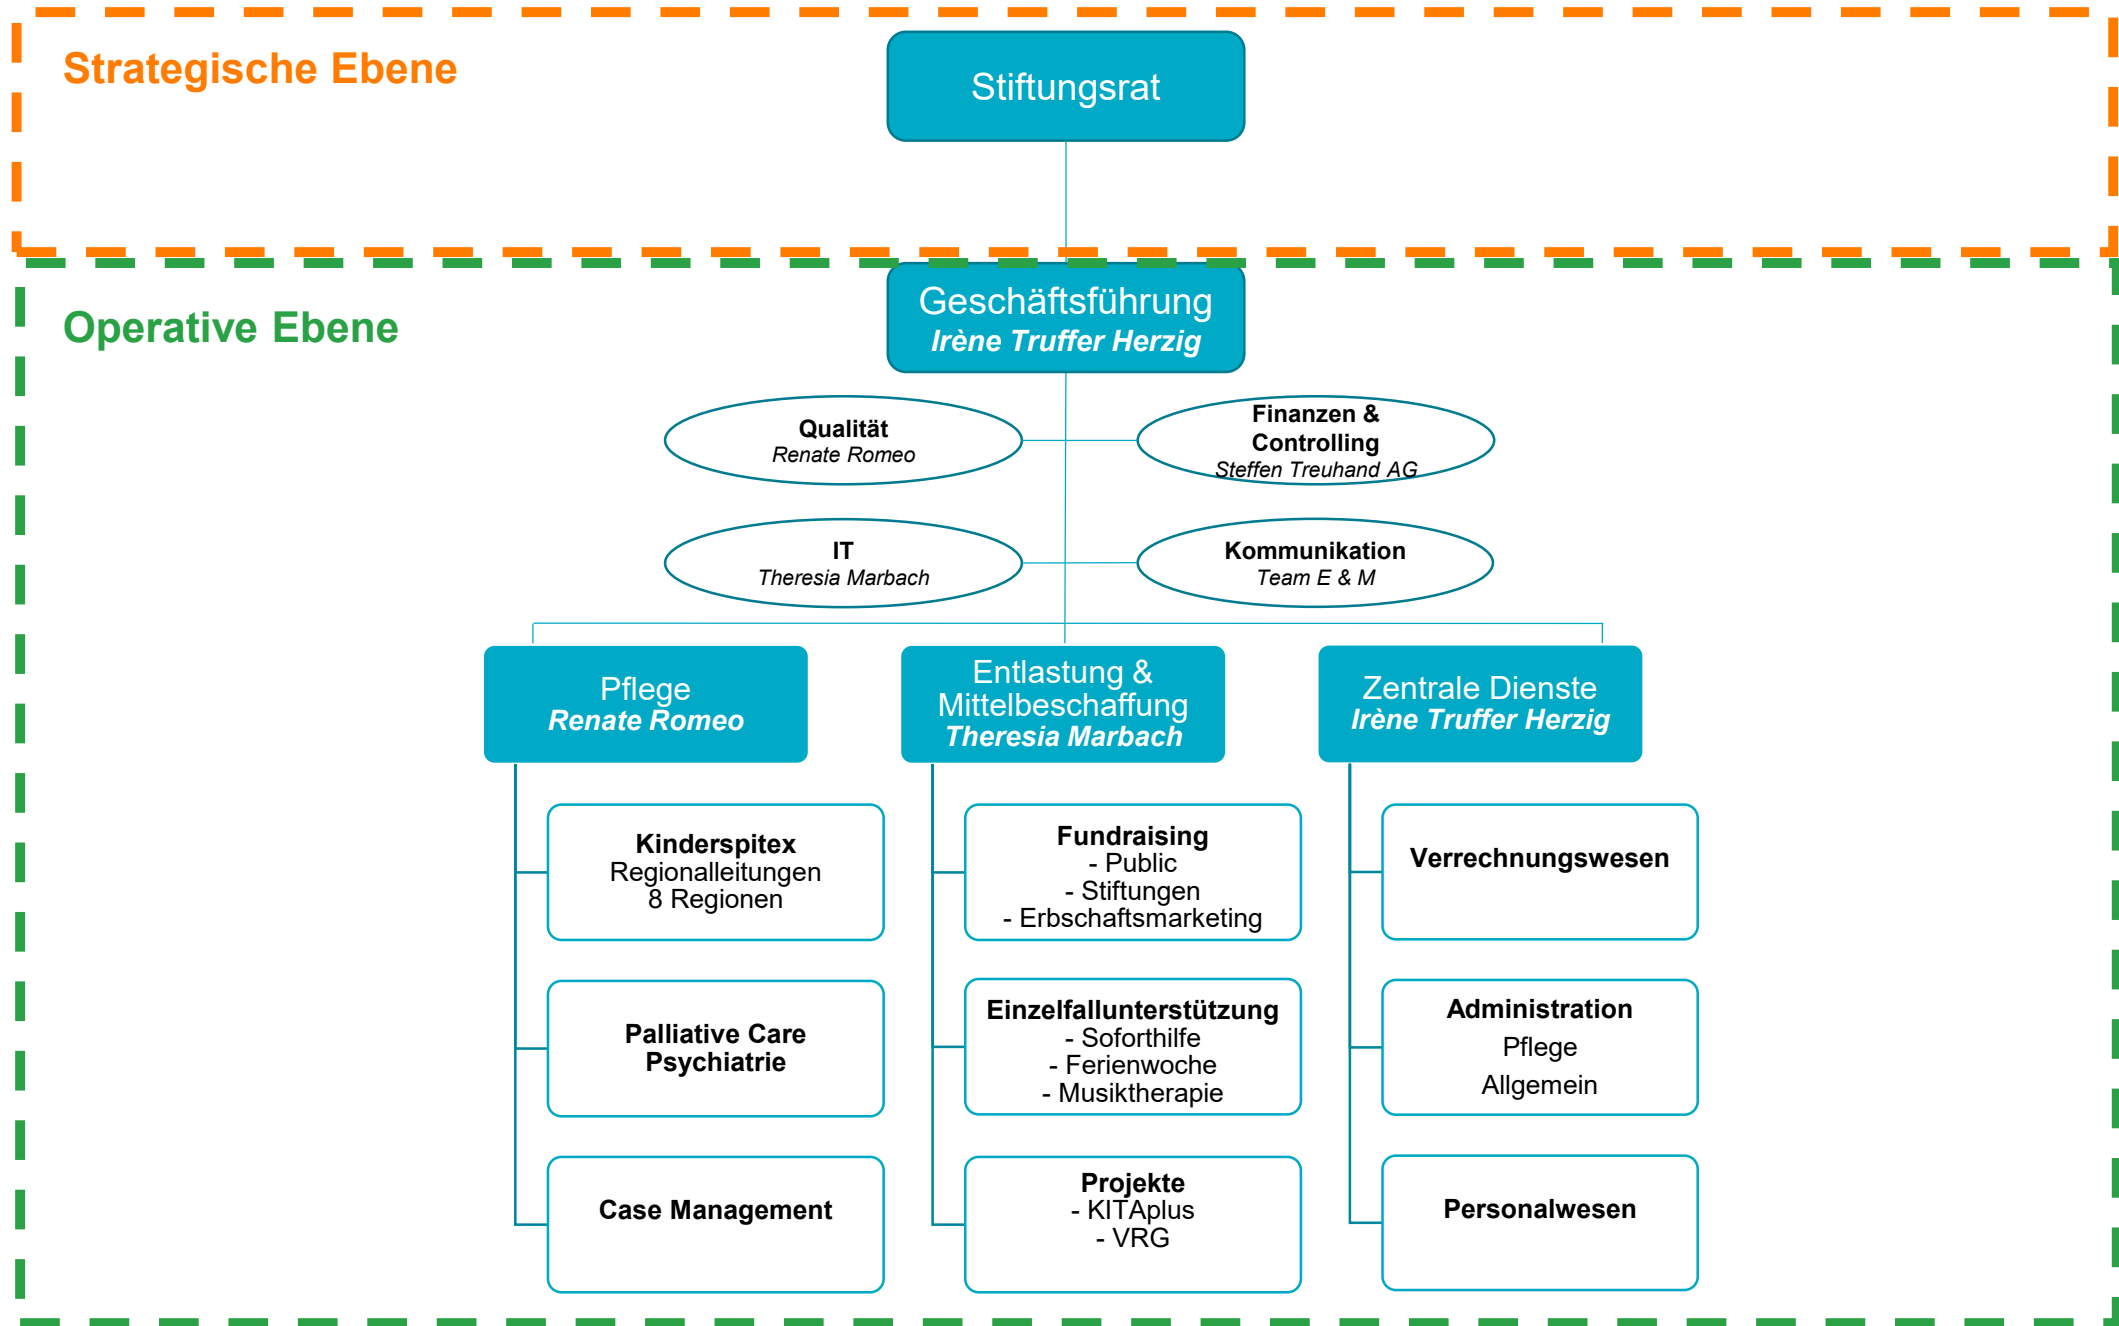 Strategische Ebene
Stiftungsrat
Operative Ebene
Geschäftsführung
Irène Truffer Herzig
Qualität
Renate Romeo
Finanzen &
Controlling
Steffen Treuhand AG
IT
Theresia Marbach
Kommunikation
Team E & M
Pflege
Renate Romeo
Entlastung &
Mittelbeschaffung
Theresia Marbach
Zentrale Dienste
Irène Truffer Herzig
Kinderspitex
Regionalleitungen
8 Regionen
Palliative Care
Psychiatrie
Case Management
Fundraising
- Public
- Stiftungen
- Erbschaftsmarketing
Einzelfallunterstützung
- Soforthilfe
- Ferienwoche
- Musiktherapie
Projekte
- KITAplus
- VRG
Verrechnungswesen
Administration
Pflege
Allgemein
Personalwesen